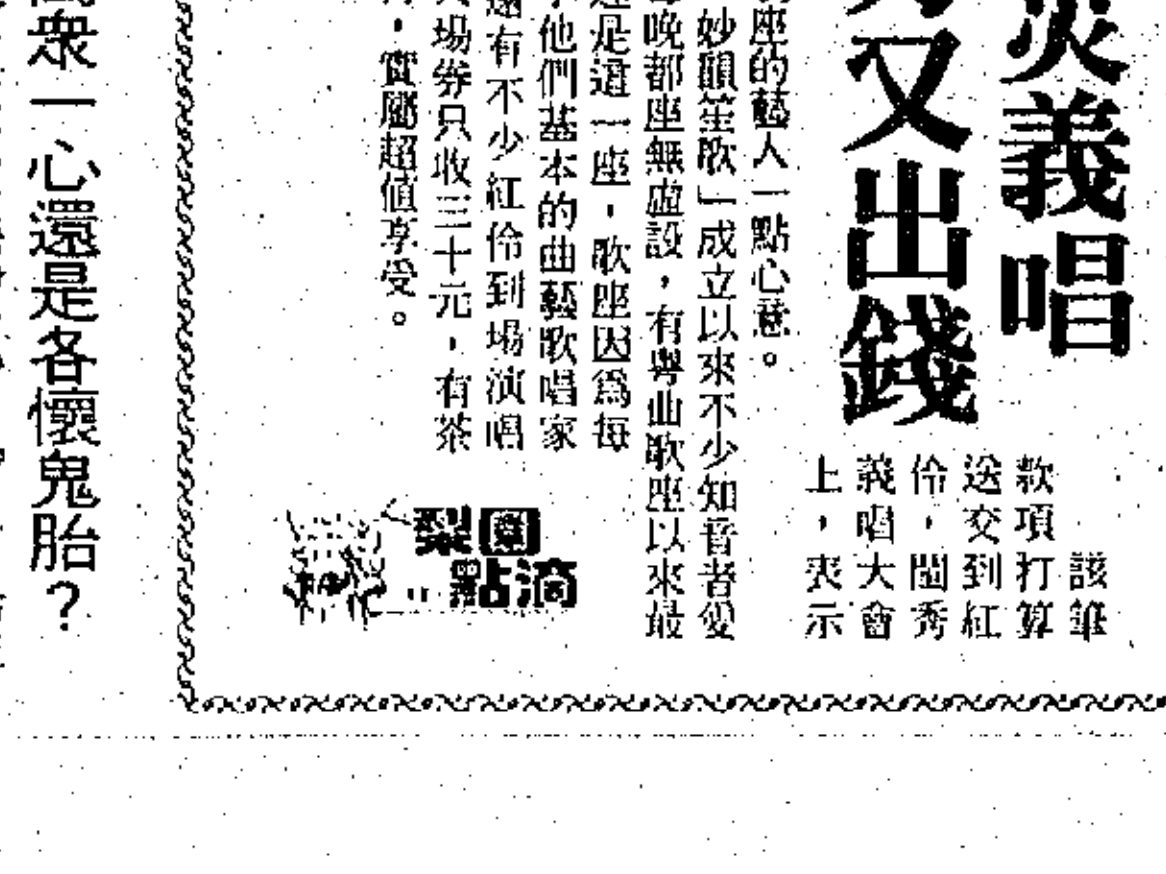 災義唱
又出錢
該筆
款項打算
送交到紅
伶，閨秀
義唱大會
上，表示
座的藝人一點心意。
妙韻笙歌」成立以來不少知音者愛
晚都座無虛設，有粵曲歌座以來最
是這一座，歌座因為每
他們基本的曲藝歌唱家
還有不少紅伶到場演唱
場券只收三十元，有茶
，實屬超值享受。
梨園
點滴
眾一心還是各懷鬼胎？